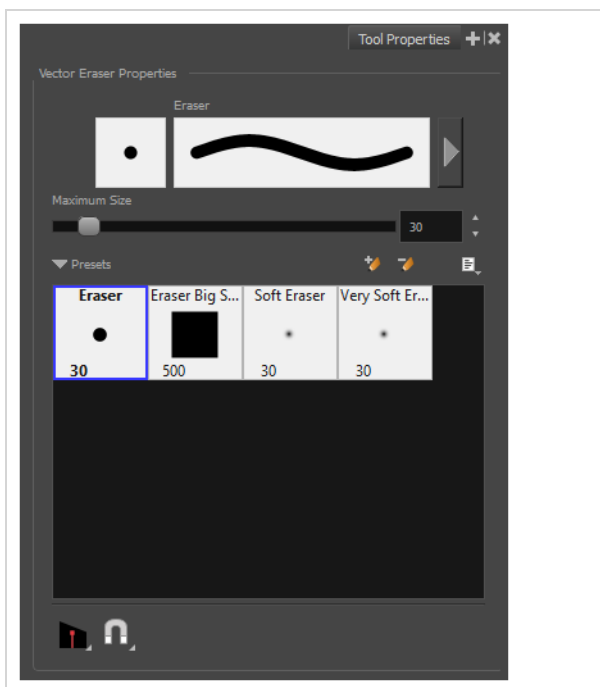 Tool Properties
Vector Eraser Properties
Eraser
Maximum Size
30
Presets
Eraser
Eraser Big S...
Soft Eraser
Very Soft Er...
30
500
30
30